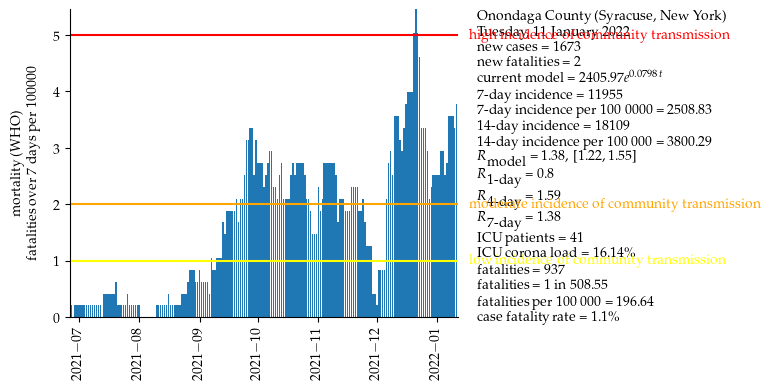 Onondaga County (Syracuse, New York)
Tuesday, 11 January 2022
high incidence of community transmission
new cases = 1673
new fatalities = 2
current model = 2405.97e^0.0798 t
7-day incidence = 11955
7-day incidence per 100 0000 = 2508.83
14-day incidence = 18109
14-day incidence per 100 000 = 3800.29
R model = 1.38, [1.22, 1.55]
R 1-day = 0.8
R 4-day = 1.59
moderate incidence of community transmission
R 7-day = 1.38
ICU patients = 41
ICU corona load = 16.14%
low incidence of community transmission
fatalities = 937
fatalities = 1 in 508.55
fatalities per 100 000 = 196.64
case fatality rate = 1.1%
mortality (WHO)
fatalities over 7 days per 100000
5
4
3
2
1
0
2021-07
2021-08
2021-09
2021-10
2021-11
2021-12
2022-01